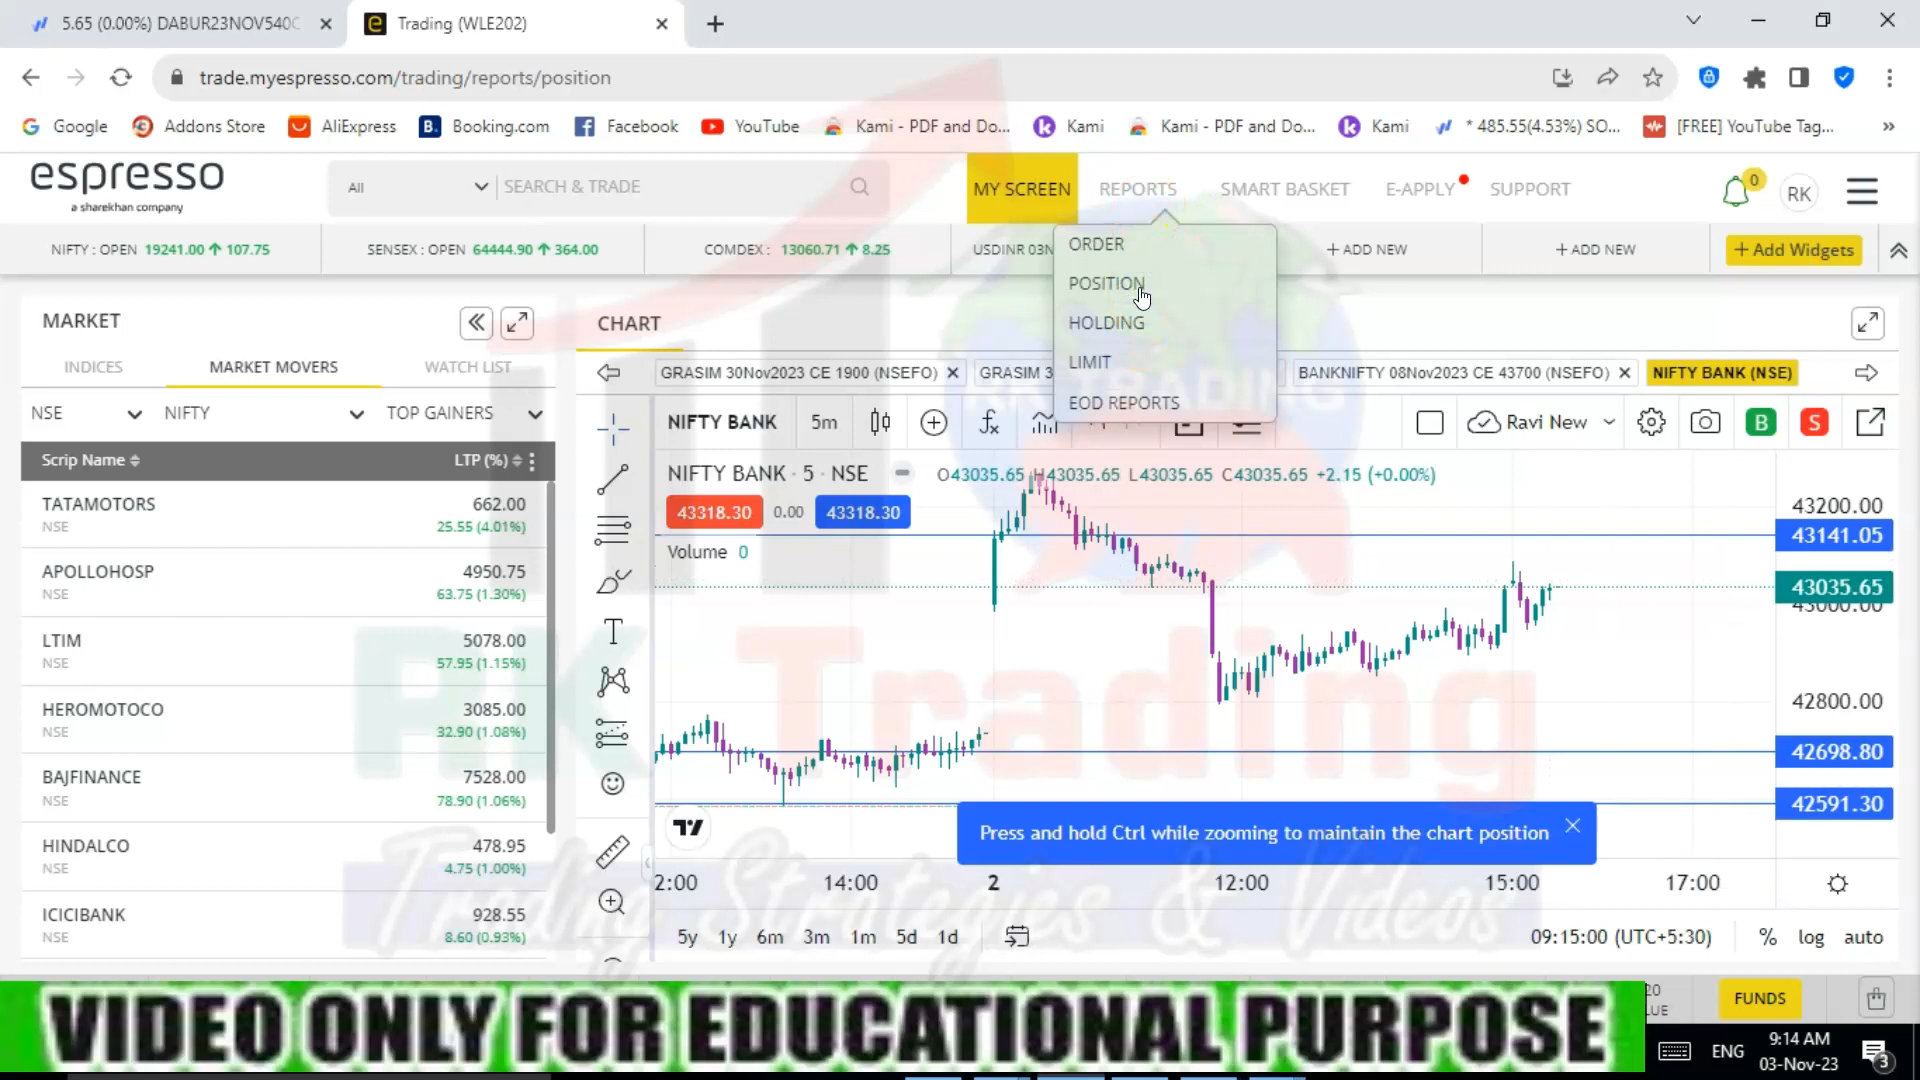 5.65 (0.00%) DABUR23NOV540C
Trading (WLE202)
trade.myespresso.com/trading/reports/position
Google
Addons Store
AliExpress
Booking.com
Facebook
YouTube
Kami - PDF and Do...
Kami
Kami - PDF and Do...
Kami
* 485.55(4.53%) SO...
[FREE] YouTube Tag...
espresso
a sharekhan company
All
SEARCH & TRADE
MY SCREEN
REPORTS
SMART BASKET
E-APPLY
SUPPORT
0
RK
NIFTY : OPEN 19241.00 ↑ 107.75
SENSEX : OPEN 64444.90 ↑ 364.00
COMDEX : 13060.71 ↑ 8.25
USDINR 03N
+ ADD NEW
+ ADD NEW
+ Add Widgets
ORDER
POSITION
HOLDING
LIMIT
EOD REPORTS
MARKET
INDICES
MARKET MOVERS
WATCH LIST
NSE
NIFTY
TOP GAINERS
Scrip Name
LTP (%)
TATAMOTORS 662.00
NSE 25.55 (4.01%)
APOLLOHOSP 4950.75
NSE 63.75 (1.30%)
LTIM 5078.00
NSE 57.95 (1.15%)
HEROMOTOCO 3085.00
NSE 32.90 (1.08%)
BAJFINANCE 7528.00
NSE 78.90 (1.06%)
HINDALCO 478.95
NSE 4.75 (1.00%)
ICICIBANK 928.55
NSE 8.60 (0.93%)
CHART
GRASIM 30Nov2023 CE 1900 (NSEFO)
GRASIM 3
BANKNIFTY 08Nov2023 CE 43700 (NSEFO)
NIFTY BANK (NSE)
NIFTY BANK
5m
Ravi New
B
S
NIFTY BANK · 5 · NSE
O43035.65 H43035.65 L43035.65 C43035.65 +2.15 (+0.00%)
43318.30 0.00 43318.30
Volume 0
43200.00
43141.05
43035.65
43000.00
42800.00
42698.80
42591.30
RK Trading
Trading Strategies & Videos
Press and hold Ctrl while zooming to maintain the chart position
2:00
14:00
2
12:00
15:00
17:00
5y 1y 6m 3m 1m 5d 1d
09:15:00 (UTC+5:30)
% log auto
VIDEO ONLY FOR EDUCATIONAL PURPOSE
20
LUE
FUNDS
ENG
9:14 AM
03-Nov-23
3